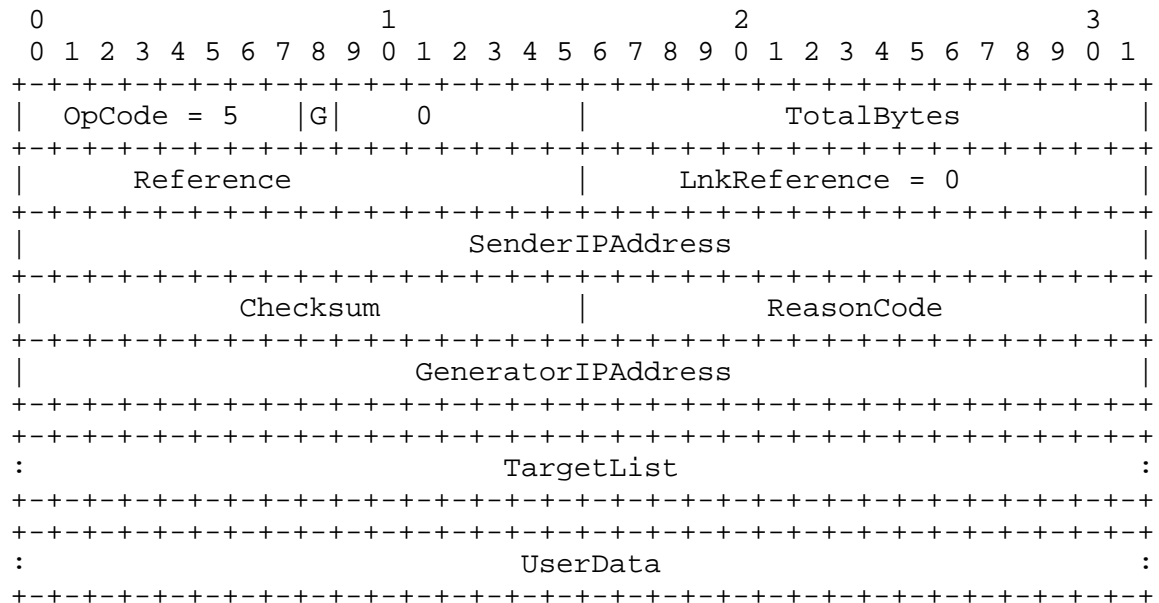 0                   1                   2                   3
 0 1 2 3 4 5 6 7 8 9 0 1 2 3 4 5 6 7 8 9 0 1 2 3 4 5 6 7 8 9 0 1
+-+-+-+-+-+-+-+-+-+-+-+-+-+-+-+-+-+-+-+-+-+-+-+-+-+-+-+-+-+-+-+-+
|  OpCode = 5   |G|    0        |           TotalBytes          |
+-+-+-+-+-+-+-+-+-+-+-+-+-+-+-+-+-+-+-+-+-+-+-+-+-+-+-+-+-+-+-+-+
|      Reference                |     LnkReference = 0          |
+-+-+-+-+-+-+-+-+-+-+-+-+-+-+-+-+-+-+-+-+-+-+-+-+-+-+-+-+-+-+-+-+
|                         SenderIPAddress                       |
+-+-+-+-+-+-+-+-+-+-+-+-+-+-+-+-+-+-+-+-+-+-+-+-+-+-+-+-+-+-+-+-+
|            Checksum           |          ReasonCode           |
+-+-+-+-+-+-+-+-+-+-+-+-+-+-+-+-+-+-+-+-+-+-+-+-+-+-+-+-+-+-+-+-+
|                      GeneratorIPAddress                       |
+-+-+-+-+-+-+-+-+-+-+-+-+-+-+-+-+-+-+-+-+-+-+-+-+-+-+-+-+-+-+-+-+
+-+-+-+-+-+-+-+-+-+-+-+-+-+-+-+-+-+-+-+-+-+-+-+-+-+-+-+-+-+-+-+-+
:                           TargetList                          :
+-+-+-+-+-+-+-+-+-+-+-+-+-+-+-+-+-+-+-+-+-+-+-+-+-+-+-+-+-+-+-+-+
+-+-+-+-+-+-+-+-+-+-+-+-+-+-+-+-+-+-+-+-+-+-+-+-+-+-+-+-+-+-+-+-+
:                            UserData                           :
+-+-+-+-+-+-+-+-+-+-+-+-+-+-+-+-+-+-+-+-+-+-+-+-+-+-+-+-+-+-+-+-+